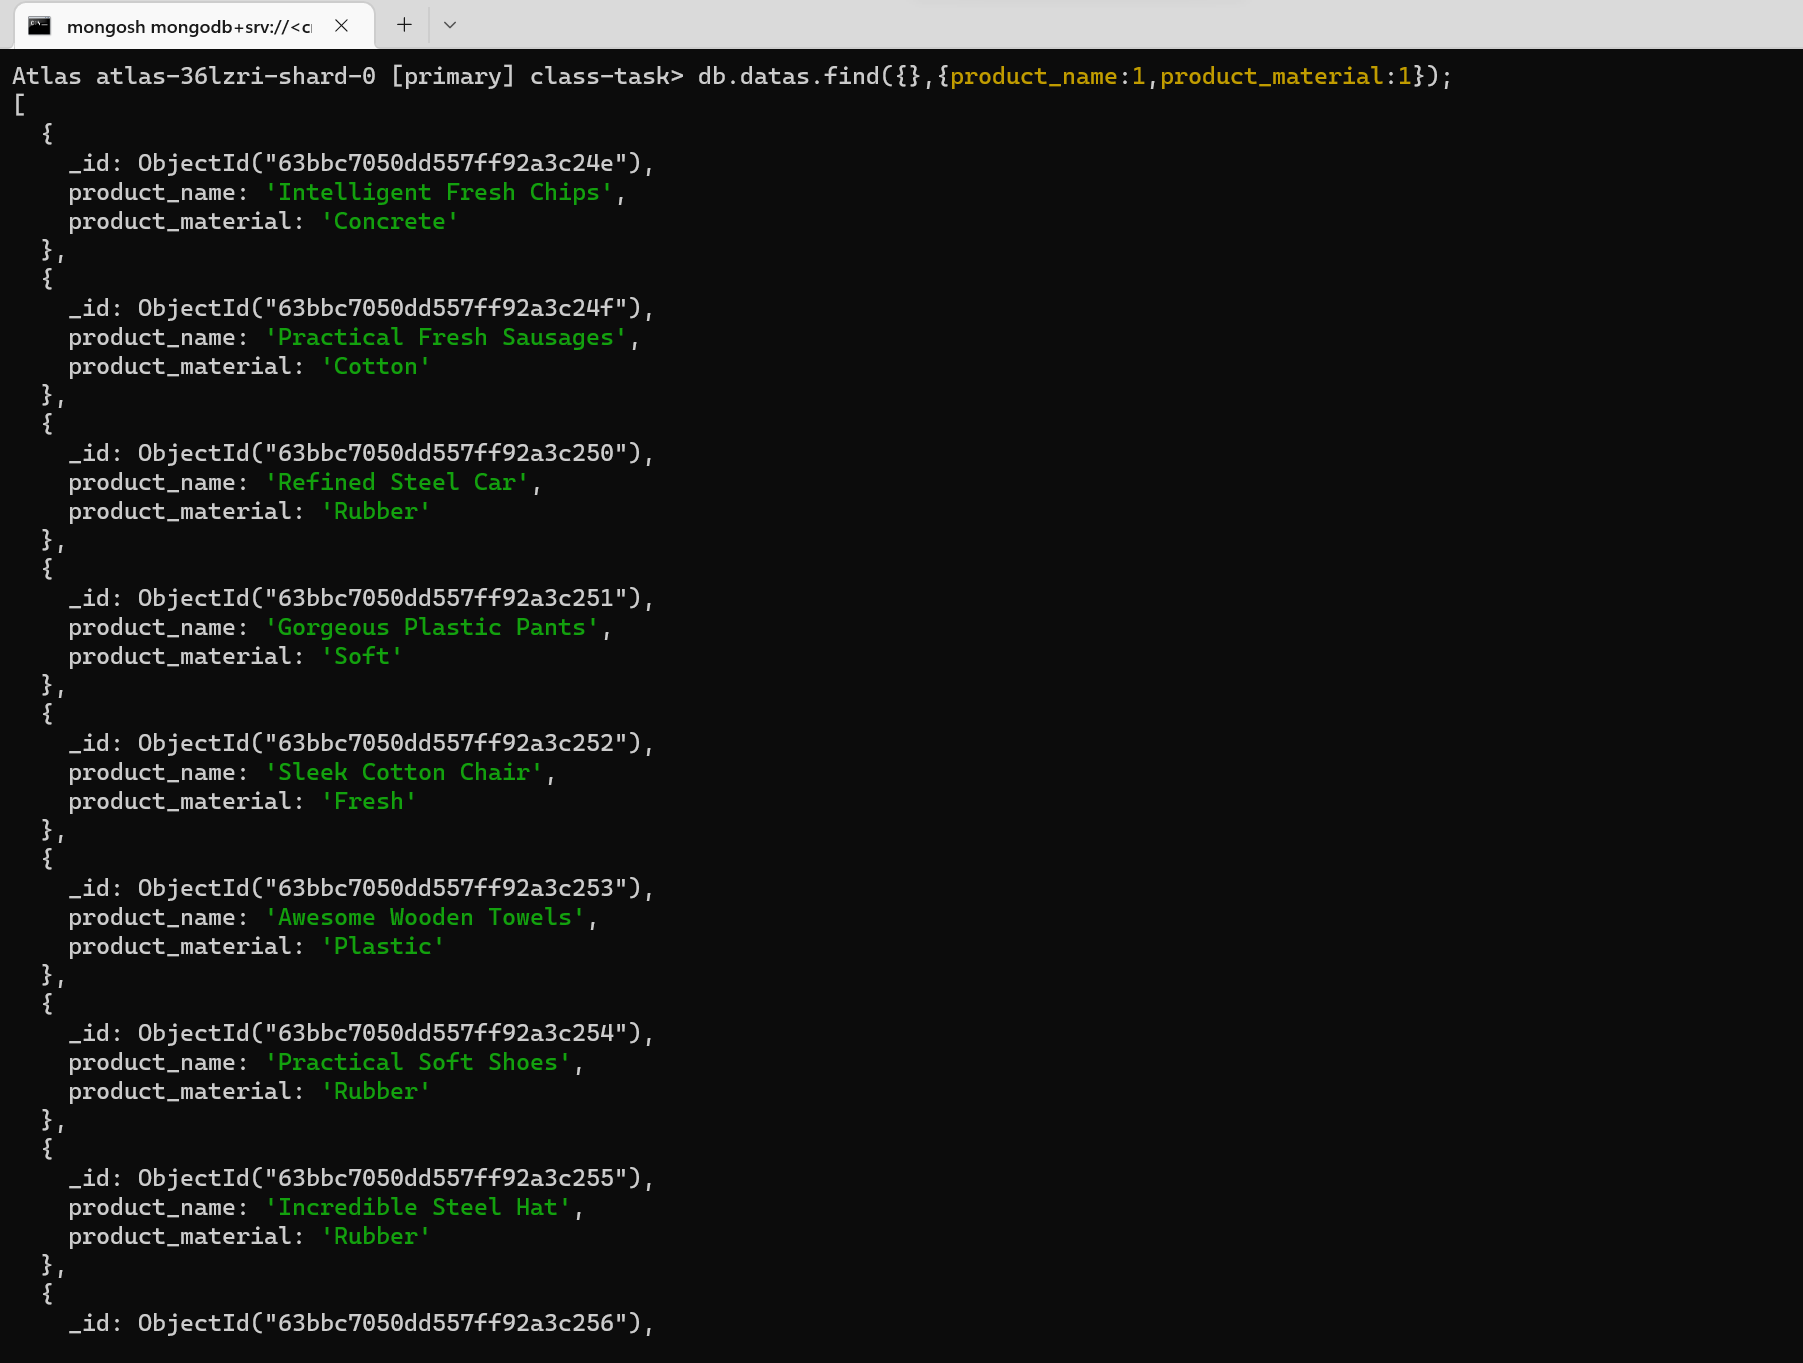 mongosh mongodb+srv://<cr
Atlas atlas-36lzri-shard-0 [primary] class-task> db.datas.find({},{product_name:1,product_material:1});
[
  {
    _id: ObjectId("63bbc7050dd557ff92a3c24e"),
    product_name: 'Intelligent Fresh Chips',
    product_material: 'Concrete'
  },
  {
    _id: ObjectId("63bbc7050dd557ff92a3c24f"),
    product_name: 'Practical Fresh Sausages',
    product_material: 'Cotton'
  },
  {
    _id: ObjectId("63bbc7050dd557ff92a3c250"),
    product_name: 'Refined Steel Car',
    product_material: 'Rubber'
  },
  {
    _id: ObjectId("63bbc7050dd557ff92a3c251"),
    product_name: 'Gorgeous Plastic Pants',
    product_material: 'Soft'
  },
  {
    _id: ObjectId("63bbc7050dd557ff92a3c252"),
    product_name: 'Sleek Cotton Chair',
    product_material: 'Fresh'
  },
  {
    _id: ObjectId("63bbc7050dd557ff92a3c253"),
    product_name: 'Awesome Wooden Towels',
    product_material: 'Plastic'
  },
  {
    _id: ObjectId("63bbc7050dd557ff92a3c254"),
    product_name: 'Practical Soft Shoes',
    product_material: 'Rubber'
  },
  {
    _id: ObjectId("63bbc7050dd557ff92a3c255"),
    product_name: 'Incredible Steel Hat',
    product_material: 'Rubber'
  },
  {
    _id: ObjectId("63bbc7050dd557ff92a3c256"),